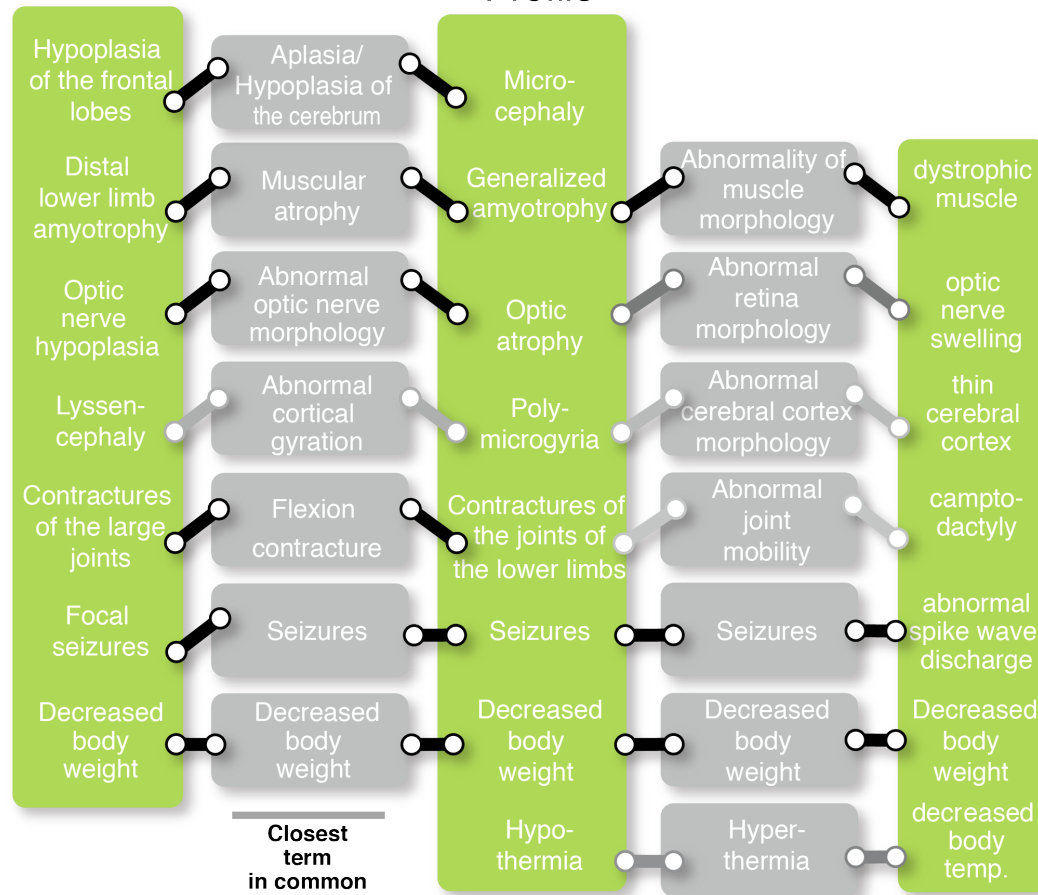 Hypoplasia
of the frontal
lobes
Aplasia/
Hypoplasia of
the cerebrum
Micro-
cephaly
Distal
lower limb
amyotrophy
Muscular
atrophy
Generalized
amyotrophy
Abnormality of
muscle
morphology
dystrophic
muscle
Optic
nerve
hypoplasia
Abnormal
optic nerve
morphology
Optic
atrophy
Abnormal
retina
morphology
optic
nerve
swelling
Lyssen-
cephaly
Abnormal
cortical
gyration
Poly-
microgyria
Abnormal
cerebral cortex
morphology
thin
cerebral
cortex
Contractures
of the large
joints
Flexion
contracture
Contractures of
the joints of
the lower limbs
Abnormal
joint
mobility
campto-
dactyly
Focal
seizures
Seizures
Seizures
Seizures
abnormal
spike wave
discharge
Decreased
body
weight
Decreased
body
weight
Decreased
body
weight
Decreased
body
weight
Decreased
body
weight
Closest
term
in common
Hypo-
thermia
Hyper-
thermia
decreased
body
temp.